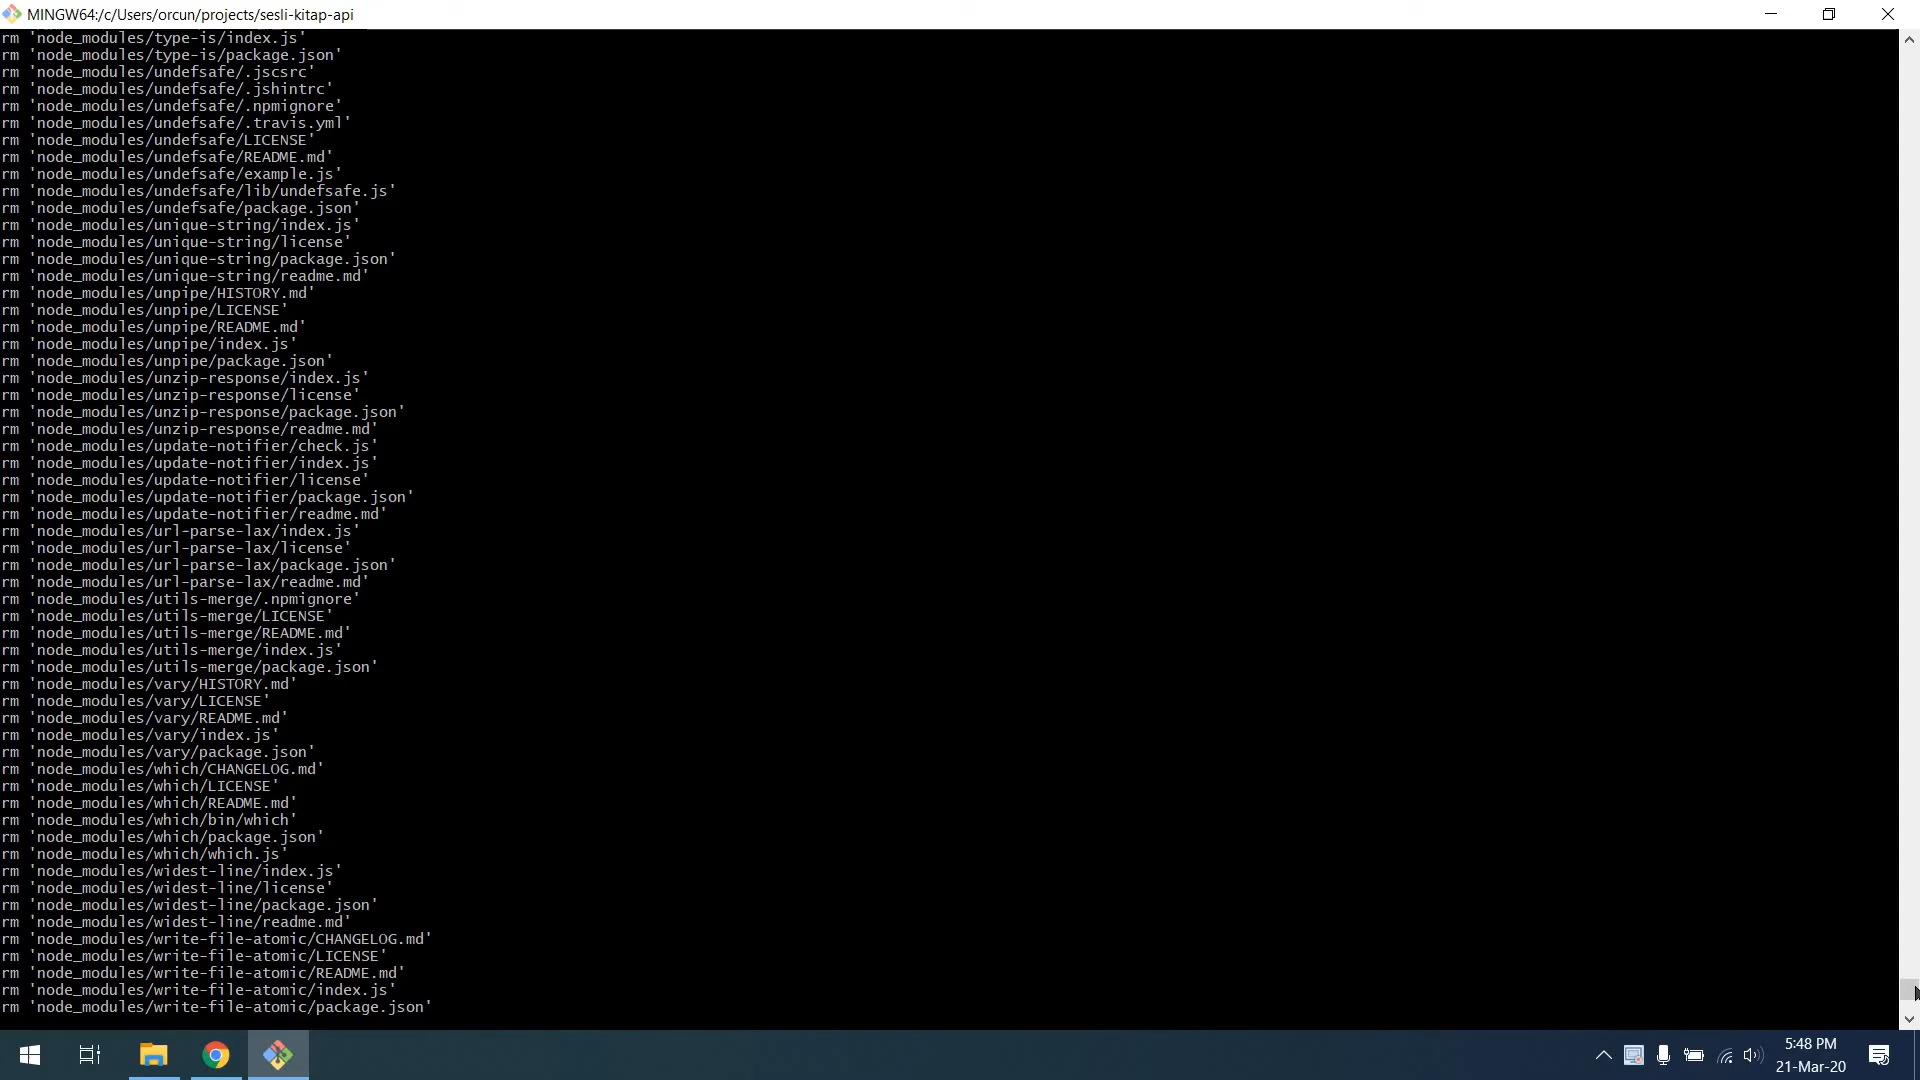 MINGW64:/c/Users/orcun/projects/sesli-kitap-api
rm 'node_modules/type-is/index.js'
rm 'node_modules/type-is/package.json'
rm 'node_modules/undefsafe/.jscsrc'
rm 'node_modules/undefsafe/.jshintrc'
rm 'node_modules/undefsafe/.npmignore'
rm 'node_modules/undefsafe/.travis.yml'
rm 'node_modules/undefsafe/LICENSE'
rm 'node_modules/undefsafe/README.md'
rm 'node_modules/undefsafe/example.js'
rm 'node_modules/undefsafe/lib/undefsafe.js'
rm 'node_modules/undefsafe/package.json'
rm 'node_modules/unique-string/index.js'
rm 'node_modules/unique-string/license'
rm 'node_modules/unique-string/package.json'
rm 'node_modules/unique-string/readme.md'
rm 'node_modules/unpipe/HISTORY.md'
rm 'node_modules/unpipe/LICENSE'
rm 'node_modules/unpipe/README.md'
rm 'node_modules/unpipe/index.js'
rm 'node_modules/unpipe/package.json'
rm 'node_modules/unzip-response/index.js'
rm 'node_modules/unzip-response/license'
rm 'node_modules/unzip-response/package.json'
rm 'node_modules/unzip-response/readme.md'
rm 'node_modules/update-notifier/check.js'
rm 'node_modules/update-notifier/index.js'
rm 'node_modules/update-notifier/license'
rm 'node_modules/update-notifier/package.json'
rm 'node_modules/update-notifier/readme.md'
rm 'node_modules/url-parse-lax/index.js'
rm 'node_modules/url-parse-lax/license'
rm 'node_modules/url-parse-lax/package.json'
rm 'node_modules/url-parse-lax/readme.md'
rm 'node_modules/utils-merge/.npmignore'
rm 'node_modules/utils-merge/LICENSE'
rm 'node_modules/utils-merge/README.md'
rm 'node_modules/utils-merge/index.js'
rm 'node_modules/utils-merge/package.json'
rm 'node_modules/vary/HISTORY.md'
rm 'node_modules/vary/LICENSE'
rm 'node_modules/vary/README.md'
rm 'node_modules/vary/index.js'
rm 'node_modules/vary/package.json'
rm 'node_modules/which/CHANGELOG.md'
rm 'node_modules/which/LICENSE'
rm 'node_modules/which/README.md'
rm 'node_modules/which/bin/which'
rm 'node_modules/which/package.json'
rm 'node_modules/which/which.js'
rm 'node_modules/widest-line/index.js'
rm 'node_modules/widest-line/license'
rm 'node_modules/widest-line/package.json'
rm 'node_modules/widest-line/readme.md'
rm 'node_modules/write-file-atomic/CHANGELOG.md'
rm 'node_modules/write-file-atomic/LICENSE'
rm 'node_modules/write-file-atomic/README.md'
rm 'node_modules/write-file-atomic/index.js'
rm 'node_modules/write-file-atomic/package.json'
5:48 PM
21-Mar-20